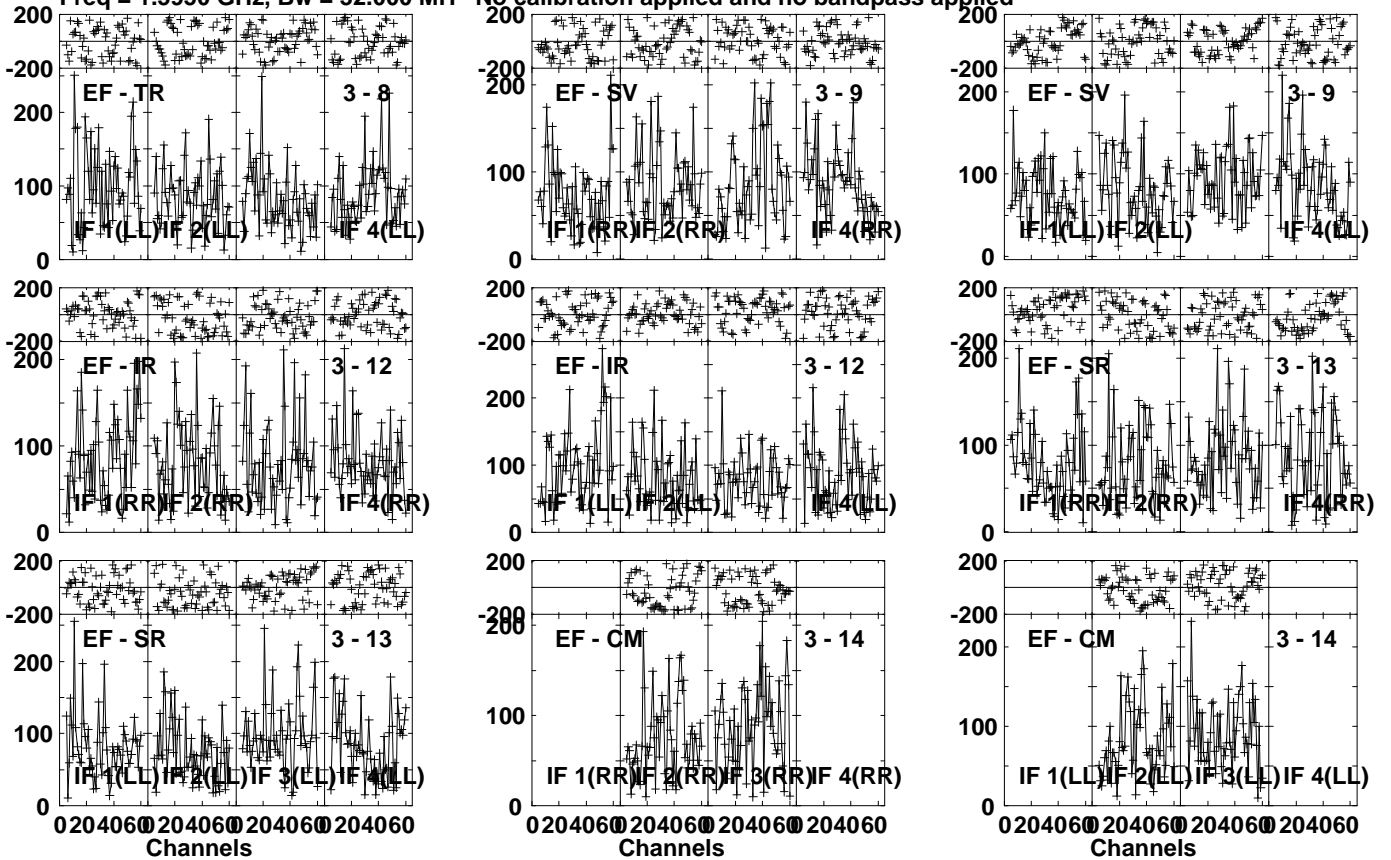 Freq = 1.5950 GHz, Bw = 32.000 MH No calibration applied and no bandpass applied
200
-200
EF - TR 3 - 8
200
100
0
IF 1(LL) IF 2(LL) IF 4(LL)
200
-200
EF - SV 3 - 9
200
100
0
IF 1(RR) IF 2(RR) IF 4(RR)
200
-200
EF - SV 3 - 9
200
100
0
IF 1(LL) IF 2(LL) IF 4(LL)
200
-200
EF - IR 3 - 12
200
100
0
IF 1(RR) IF 2(RR) IF 4(RR)
200
-200
EF - IR 3 - 12
200
100
0
IF 1(LL) IF 2(LL) IF 4(LL)
200
-200
EF - SR 3 - 13
200
100
0
IF 1(RR) IF 2(RR) IF 4(RR)
200
-200
EF - SR 3 - 13
200
100
0
IF 1(LL) IF 2(LL) IF 3(LL) IF 4(LL)
0 20 40 60 0 20 40 60 0 20 40 60 0 20 40 60
Channels
200
-200
EF - CM 3 - 14
200
100
0
IF 1(RR) IF 2(RR) IF 3(RR) IF 4(RR)
0 20 40 60 0 20 40 60 0 20 40 60 0 20 40 60
Channels
200
-200
EF - CM 3 - 14
200
100
0
IF 1(LL) IF 2(LL) IF 3(LL) IF 4(LL)
0 20 40 60 0 20 40 60 0 20 40 60 0 20 40 60
Channels